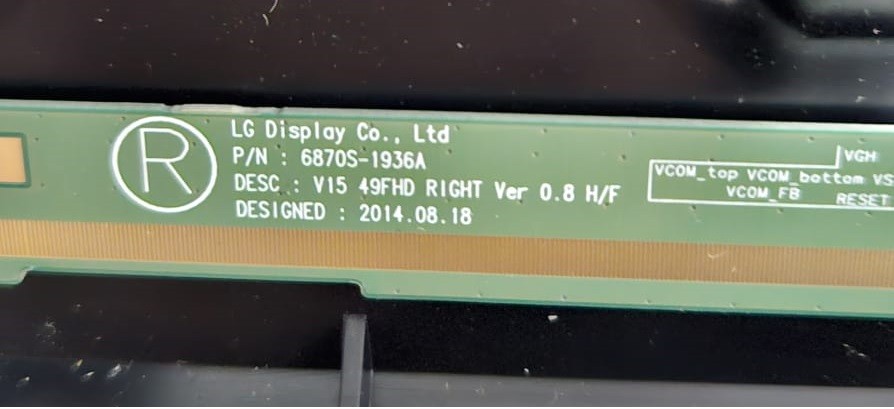 R
LG Display Co., Ltd
P/N : 6870S-1936A
DESC : V15 49FHD RIGHT Ver 0.8 H/F
DESIGNED : 2014.08.18
VGH
VCOM_top VCOM_bottom VS
VCOM_FB RESET